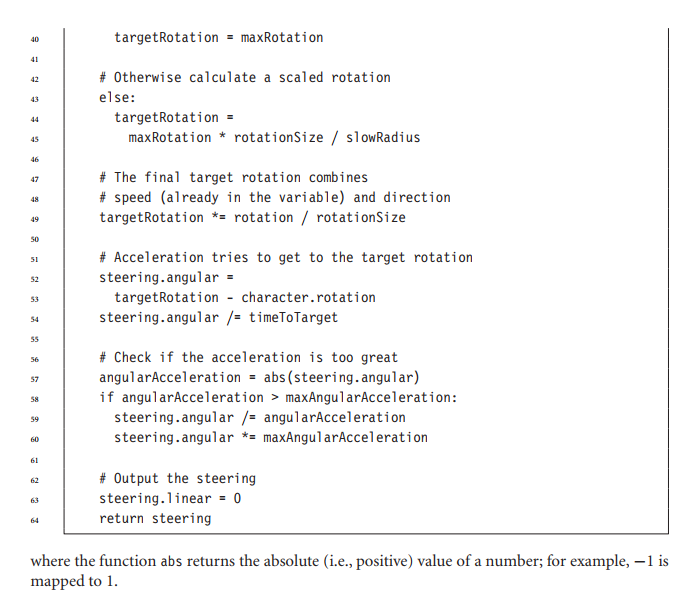 40 targetRotation = maxRotation
41
42 # Otherwise calculate a scaled rotation
43 else:
44 targetRotation =
45 maxRotation * rotationSize / slowRadius
46
47 # The final target rotation combines
48 # speed (already in the variable) and direction
49 targetRotation *= rotation / rotationSize
50
51 # Acceleration tries to get to the target rotation
52 steering.angular =
53 targetRotation - character.rotation
54 steering.angular /= timeToTarget
55
56 # Check if the acceleration is too great
57 angularAcceleration = abs(steering.angular)
58 if angularAcceleration > maxAngularAcceleration:
59 steering.angular /= angularAcceleration
60 steering.angular *= maxAngularAcceleration
61
62 # Output the steering
63 steering.linear = 0
64 return steering
where the function abs returns the absolute (i.e., positive) value of a number; for example, −1 is
mapped to 1.